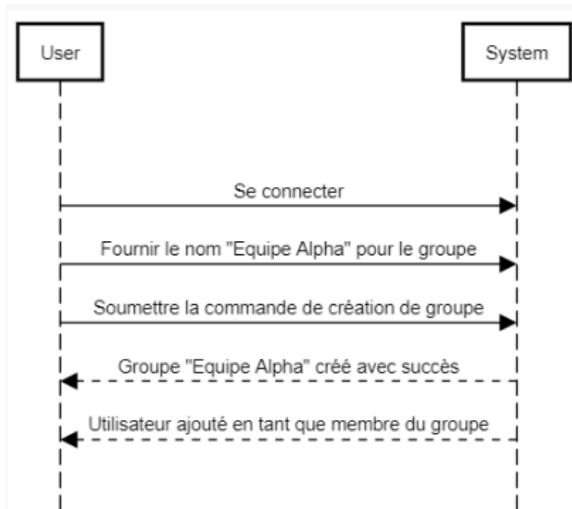 User
System
Se connecter
Fournir le nom "Equipe Alpha" pour le groupe
Soumettre la commande de création de groupe
Groupe "Equipe Alpha" créé avec succès
Utilisateur ajouté en tant que membre du groupe